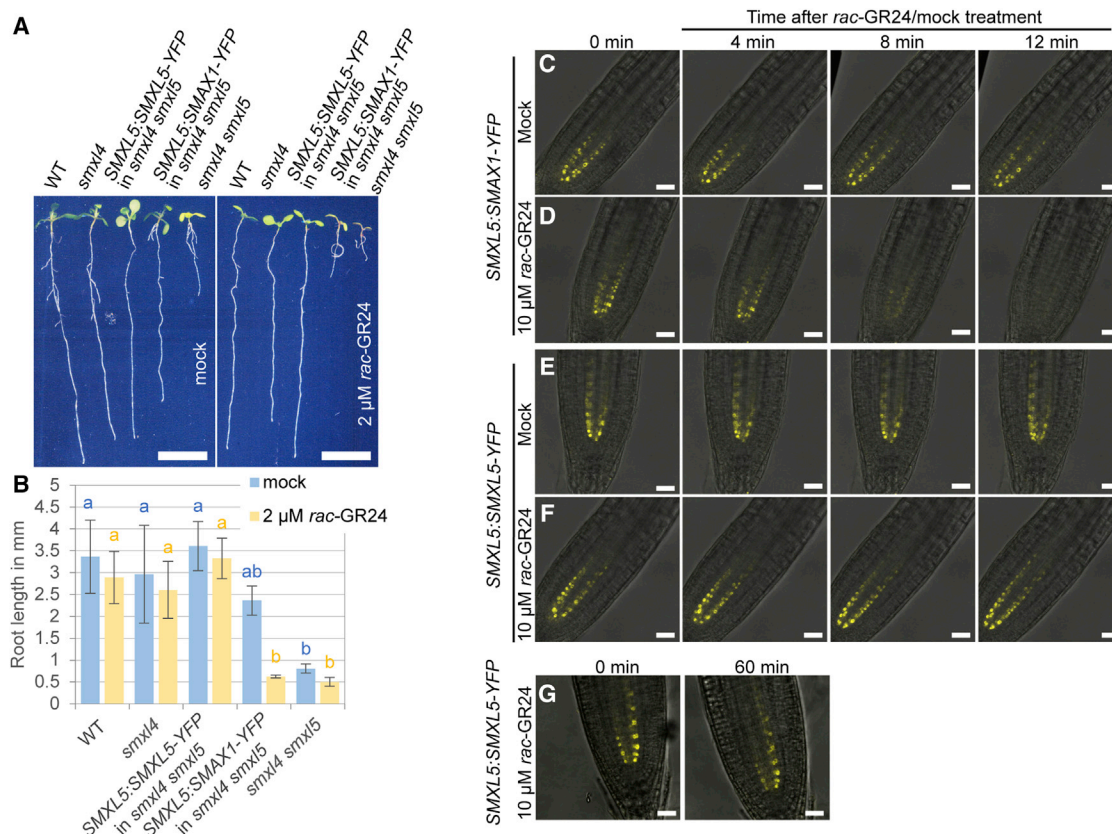 A
WT
smxl4
SMXL5:SMXL5-YFP
in smxl4 smxl5
SMXL5:SMAX1-YFP
in smxl4 smxl5
smxl4 smxl5
WT
smxl4
SMXL5:SMXL5-YFP
in smxl4 smxl5
SMXL5:SMAX1-YFP
in smxl4 smxl5
smxl4 smxl5
mock
2 µM rac-GR24
B
mock
2 µM rac-GR24
Root length in mm
5
4.5
4
3.5
3
2.5
2
1.5
1
0.5
0
a
a
a
a
a
a
ab
b
b
b
WT
smxl4
SMXL5:SMXL5-YFP
in smxl4 smxl5
SMXL5:SMAX1-YFP
in smxl4 smxl5
smxl4 smxl5
Time after rac-GR24/mock treatment
0 min
4 min
8 min
12 min
SMXL5:SMAX1-YFP
Mock
C
10 µM rac-GR24
D
SMXL5:SMXL5-YFP
Mock
E
10 µM rac-GR24
F
0 min
60 min
SMXL5:SMXL5-YFP
10 µM rac-GR24
G